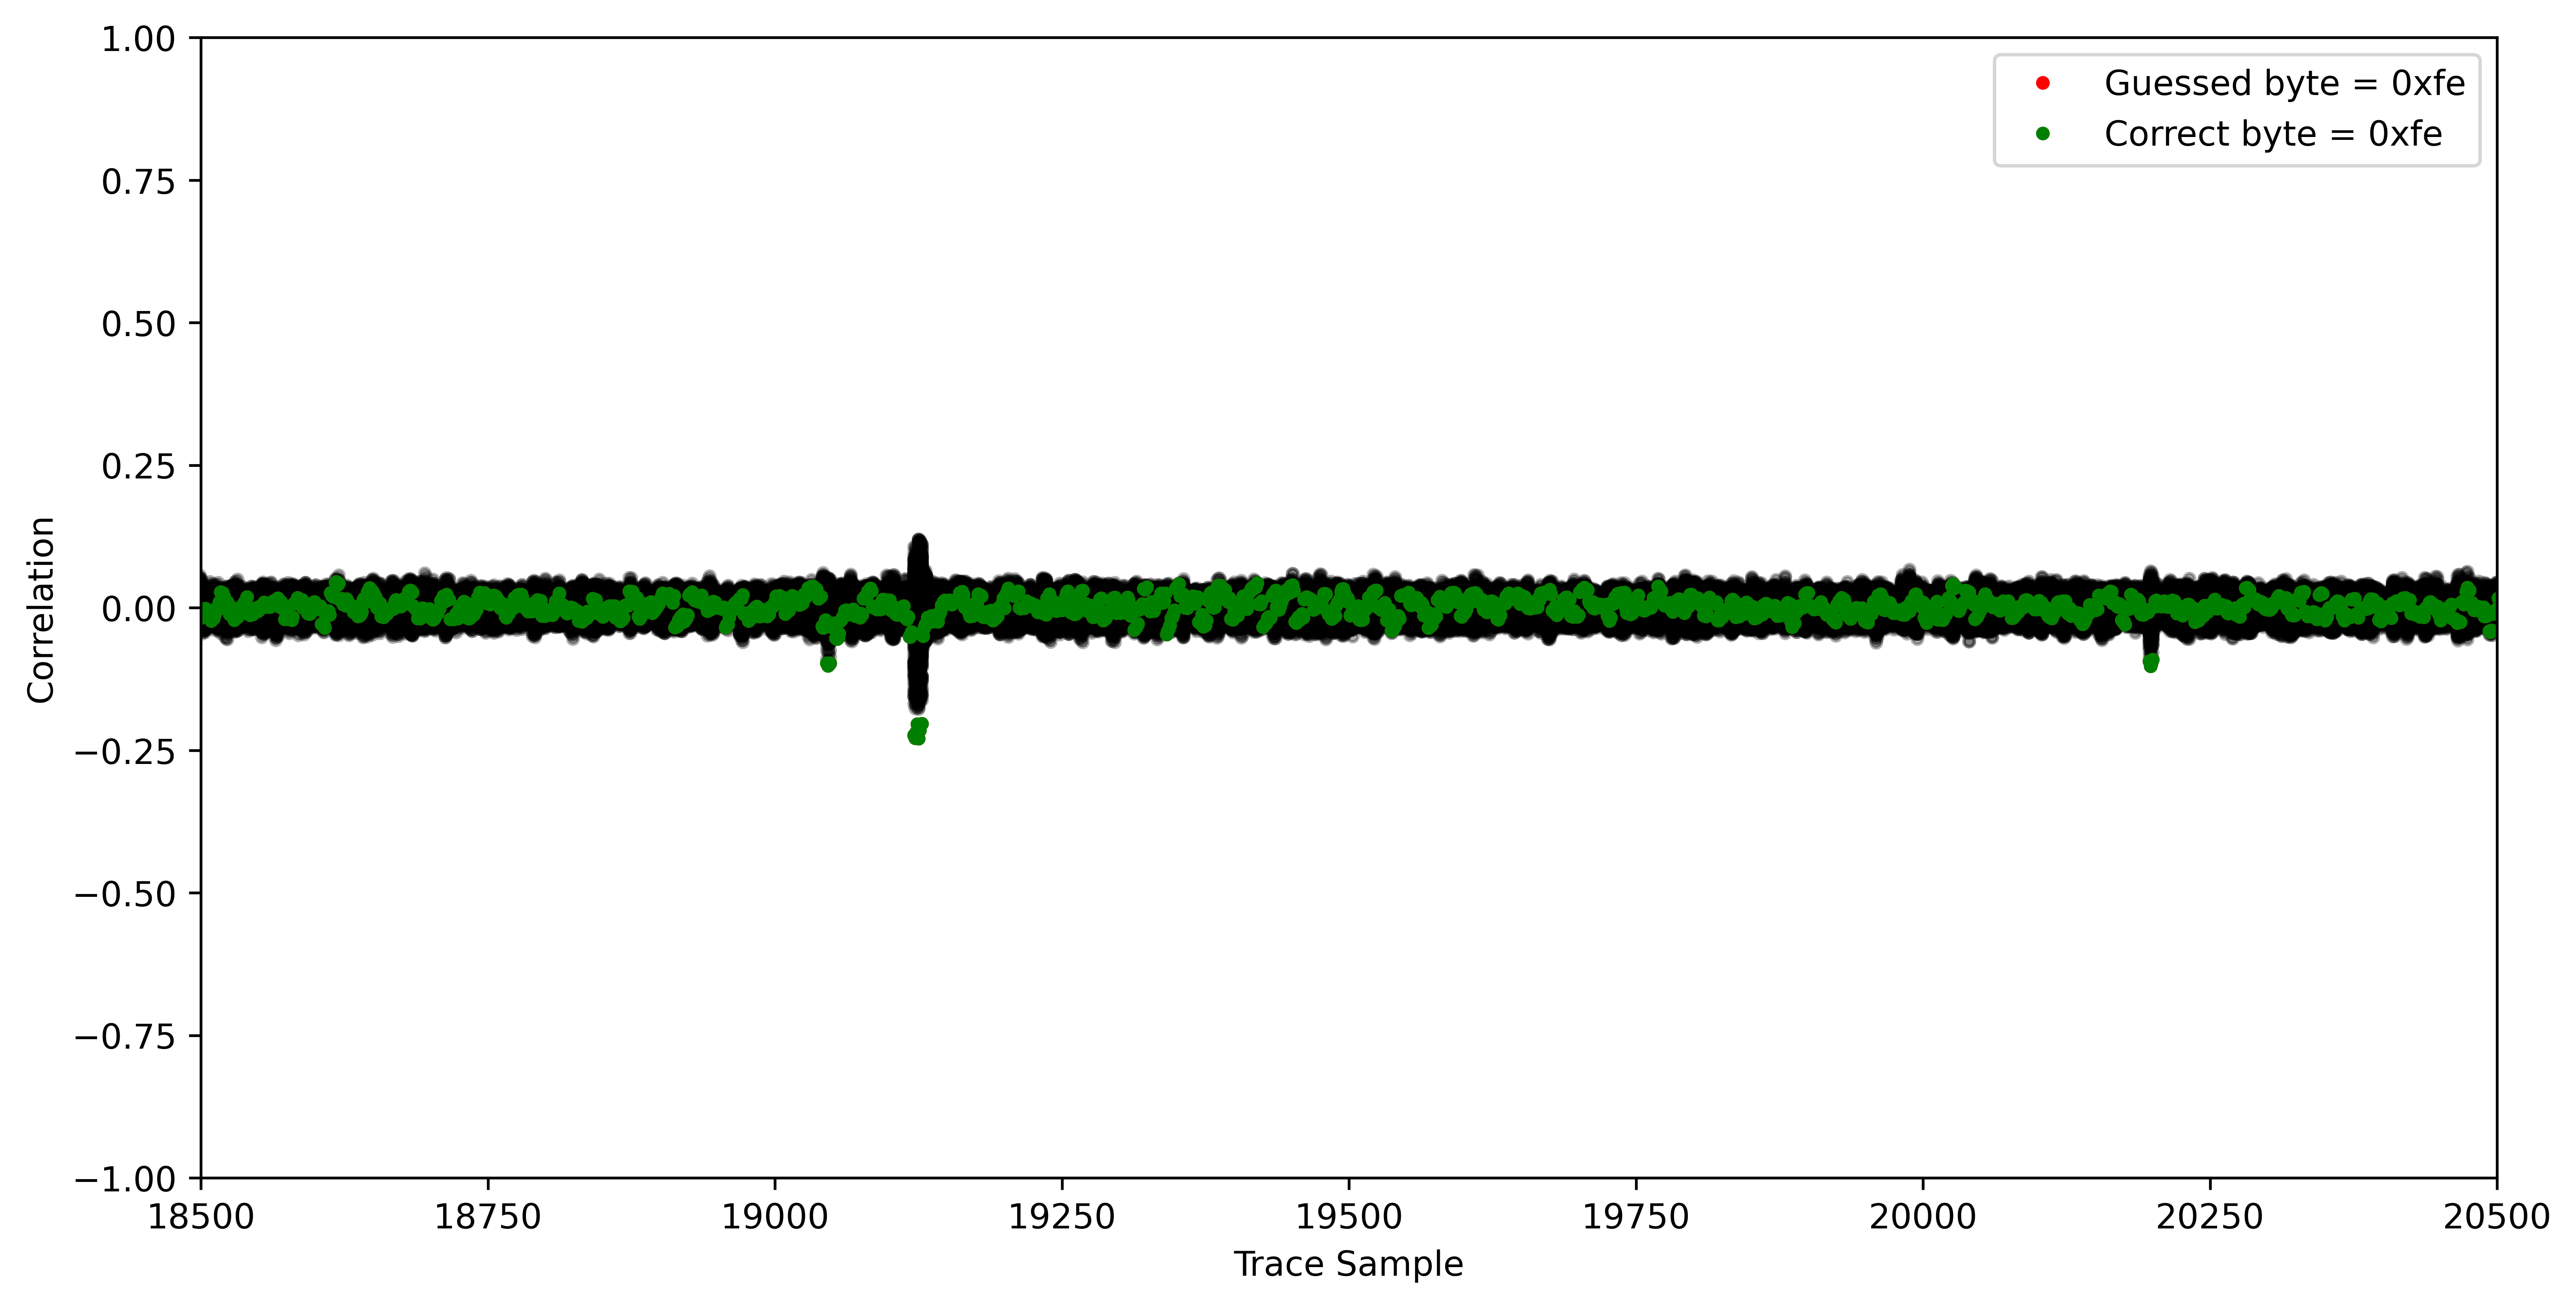 Guessed byte = 0xfe
Correct byte = 0xfe
1.00
0.75
0.50
0.25
0.00
−0.25
−0.50
−0.75
−1.00
Correlation
18500 18750 19000 19250 19500 19750 20000 20250 20500
Trace Sample